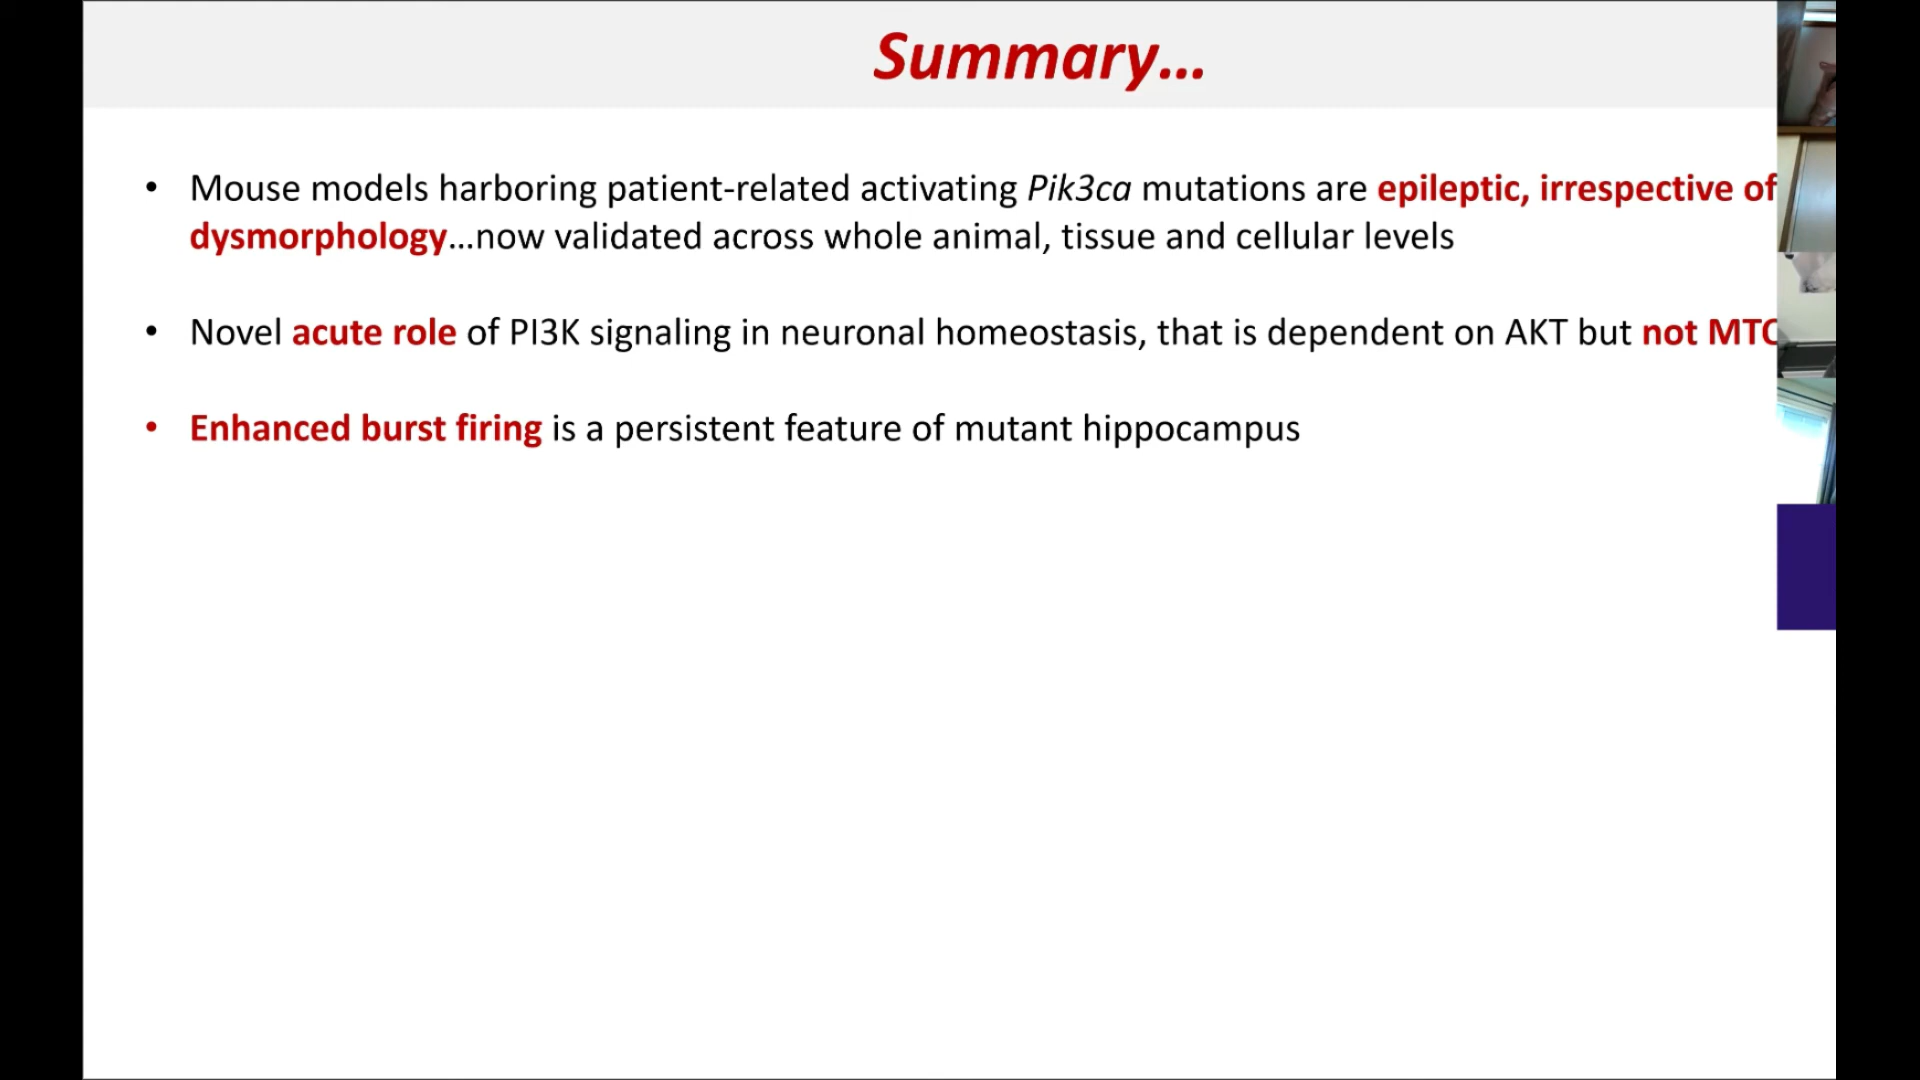 Summary...
• Mouse models harboring patient-related activating Pik3ca mutations are epileptic, irrespective of
dysmorphology...now validated across whole animal, tissue and cellular levels
• Novel acute role of PI3K signaling in neuronal homeostasis, that is dependent on AKT but not
• Enhanced burst firing is a persistent feature of mutant hippocampus